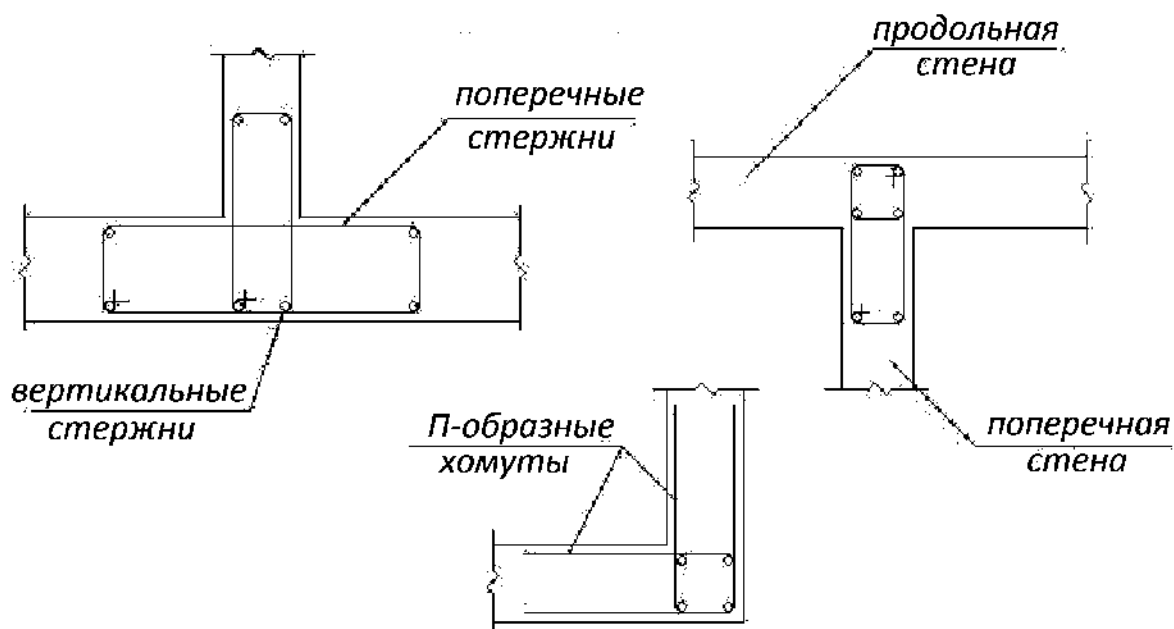 продольная
стена
поперечные
стержни
вертикальные
стержни
П-образные
хомуты
поперечная
стена